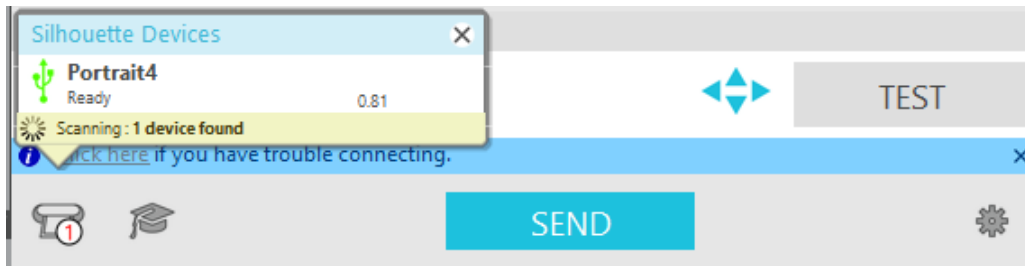 Silhouette Devices
Portrait4
Ready 0.81
Scanning : 1 device found
here if you have trouble connecting.
TEST
1
SEND